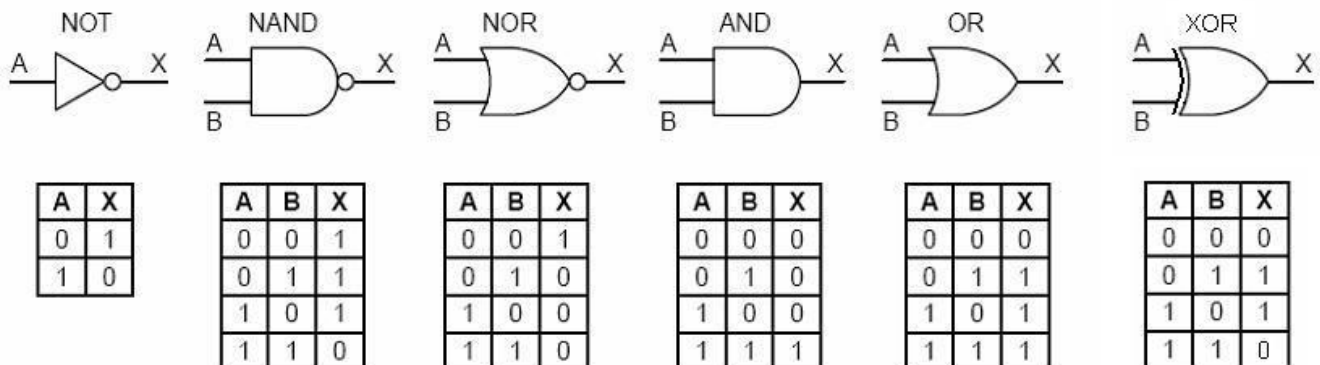 NOT NAND NOR AND OR XOR
A X A B X A B X A B X A B X A B X
A X A B X A B X A B X A B X A B X
0 1 0 0 1 0 0 1 0 0 0 0 0 0 0 0 0
1 0 0 1 1 0 1 0 0 1 0 0 1 1 0 1 1
1 0 1 1 0 0 1 0 0 1 0 1 1 0 1
1 1 0 1 1 0 1 1 1 1 1 1 1 1 0